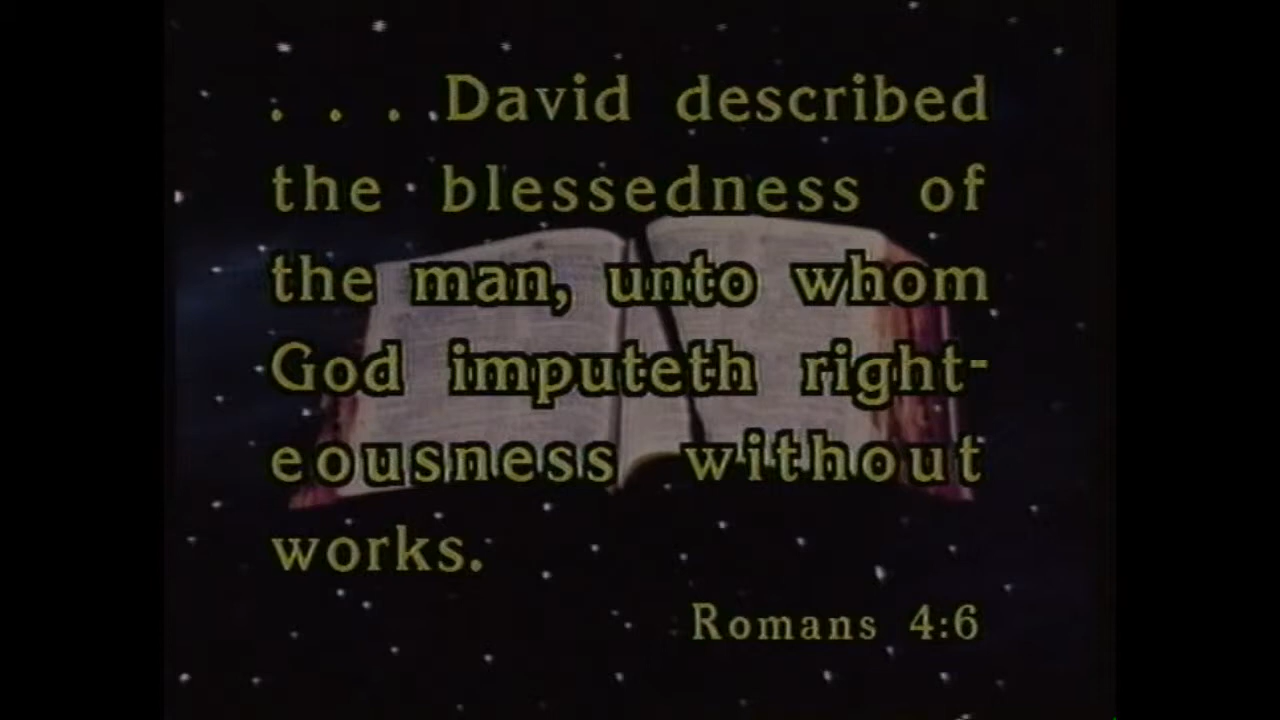 . . . .David described
the blessedness of
the man, unto whom
God imputeth right-
eousness without
works.
Romans 4:6